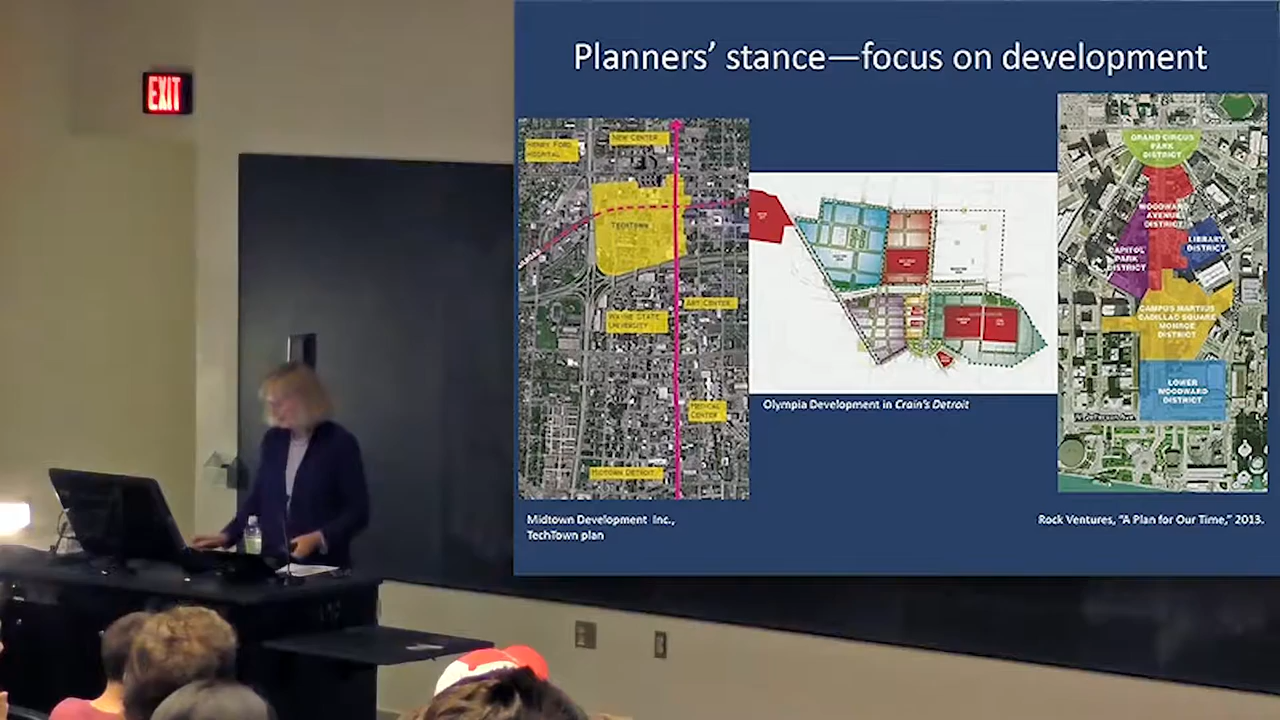 EXIT
Planners' stance—focus on development
HENRY FORD
HOSPITAL
NEW CENTER
TECHTOWN
ART CENTER
WAYNE STATE
UNIVERSITY
MEDICAL
CENTER
MIDTOWN DETROIT
Midtown Development Inc.,
TechTown plan
Olympia Development in Crain's Detroit
GRAND CIRCUS
PARK
DISTRICT
WOODWARD
AVENUE
DISTRICT
CAPITOL
PARK
DISTRICT
LIBRARY
DISTRICT
CAMPUS MARTIUS
CADILLAC SQUARE
MONROE
DISTRICT
LOWER
WOODWARD
DISTRICT
W Jefferson Ave
Rock Ventures, “A Plan for Our Time,” 2013.